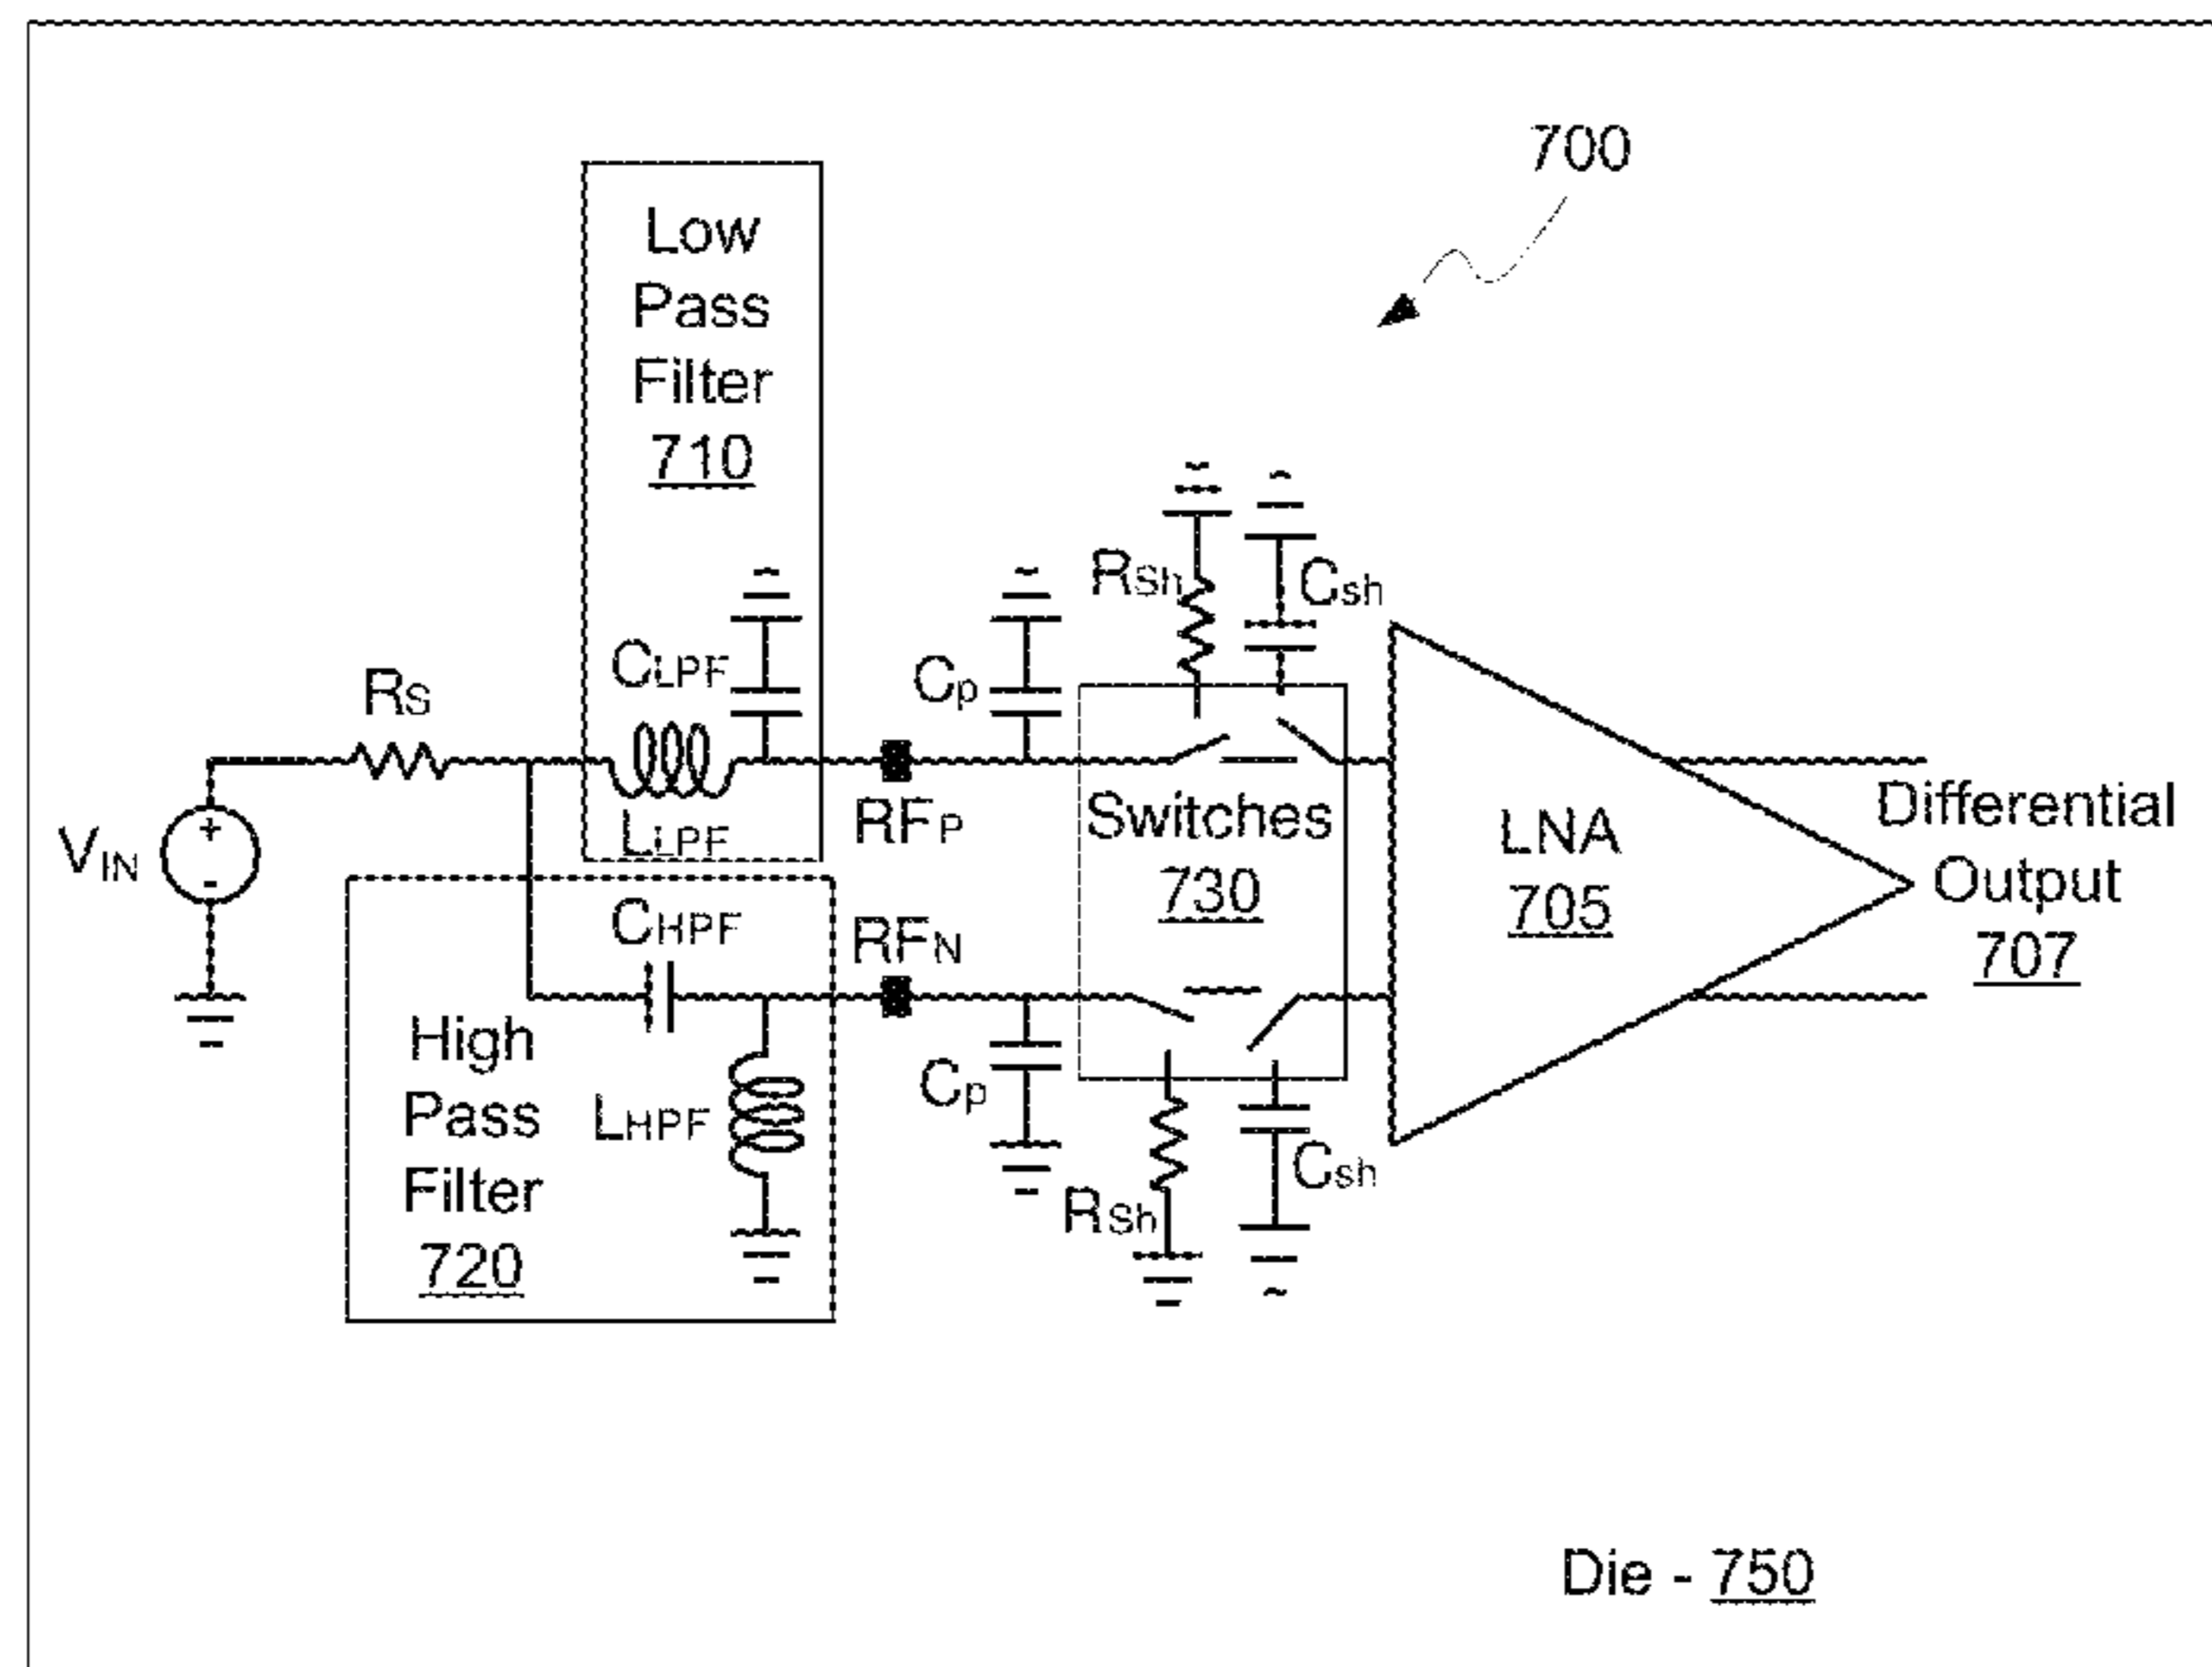 700
Low
Pass
Filter
710
RSh
Csh
CLPF
Cp
RS
LLPF
RFP
Switches
730
LNA
705
Differential
Output
707
VIN
+
-
CHPF
RFN
High
Pass
Filter
720
LHPF
Cp
RSh
Csh
Die - 750